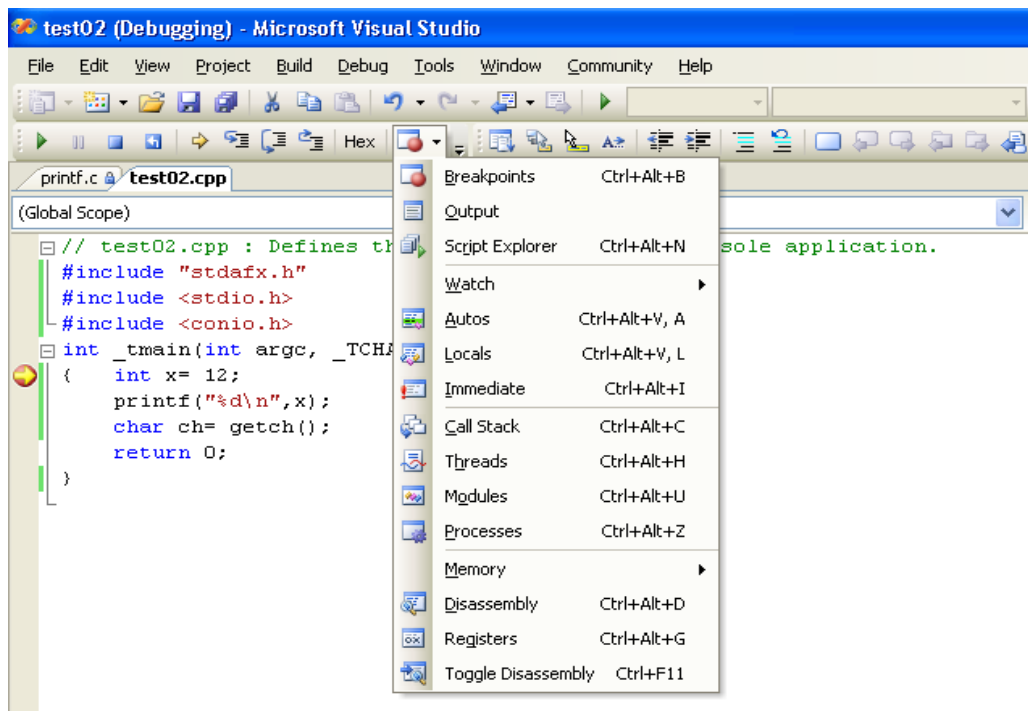 test02 (Debugging) - Microsoft Visual Studio
File Edit View Project Build Debug Tools Window Community Help
Hex
printf.c test02.cpp
(Global Scope)
// test02.cpp : Defines th
sole application.
#include "stdafx.h"
#include <stdio.h>
#include <conio.h>
int _tmain(int argc, _TCHA
{ int x= 12;
printf("%d\n",x);
char ch= getch();
return 0;
}
Breakpoints Ctrl+Alt+B
Output
Script Explorer Ctrl+Alt+N
Watch
Autos Ctrl+Alt+V, A
Locals Ctrl+Alt+V, L
Immediate Ctrl+Alt+I
Call Stack Ctrl+Alt+C
Threads Ctrl+Alt+H
Modules Ctrl+Alt+U
Processes Ctrl+Alt+Z
Memory
Disassembly Ctrl+Alt+D
Registers Ctrl+Alt+G
Toggle Disassembly Ctrl+F11